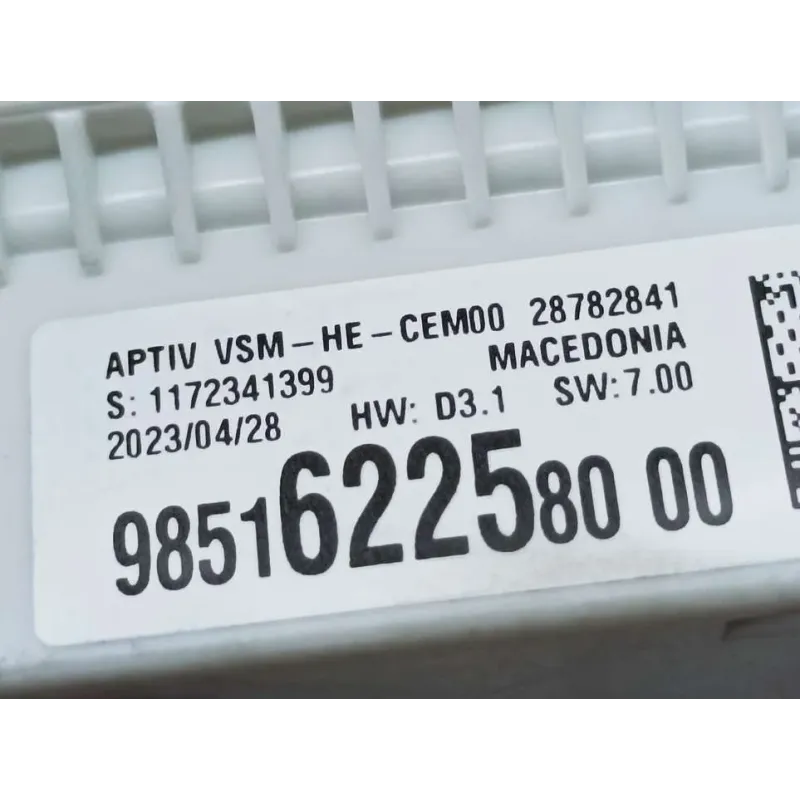 APTIV VSM-HE-CEM00 28782841
S: 1172341399 MACEDONIA
2023/04/28 HW: D3.1 SW:7.00
9851622580 00